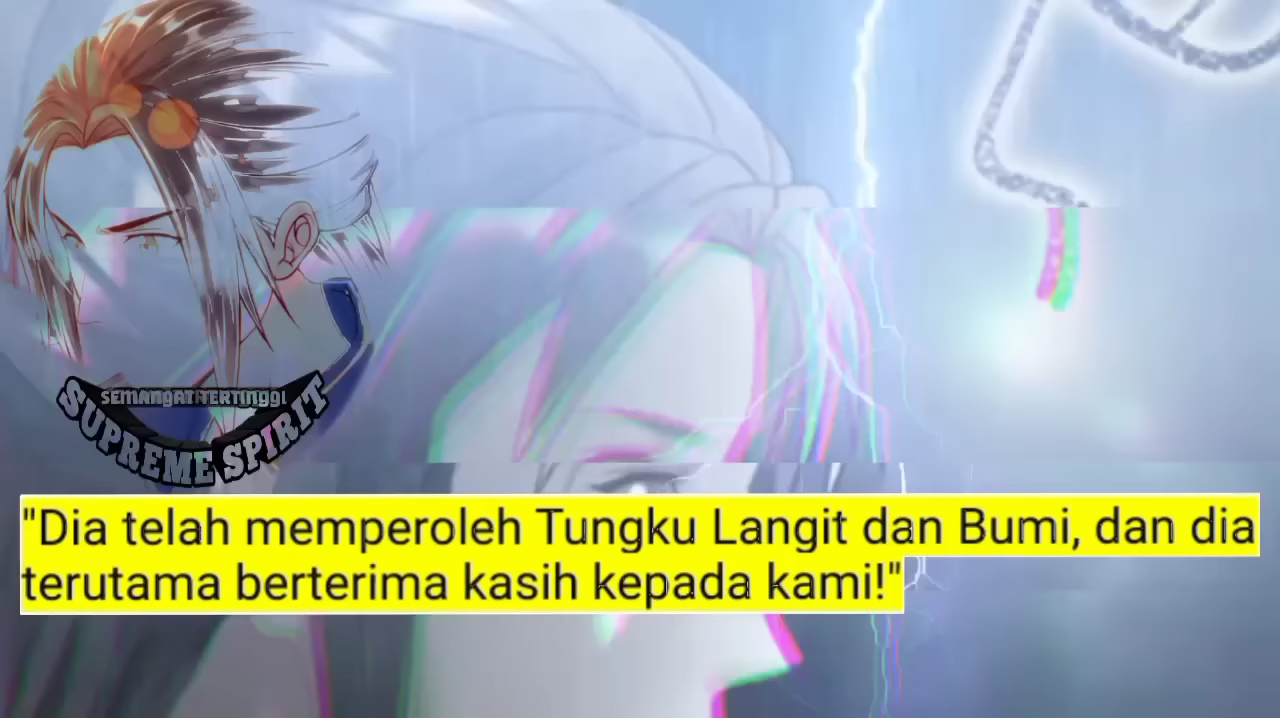 SEMANGAT TERTINGGI
SUPREME SPIRIT
"Dia telah memperoleh Tungku Langit dan Bumi, dan dia
terutama berterima kasih kepada kami!"